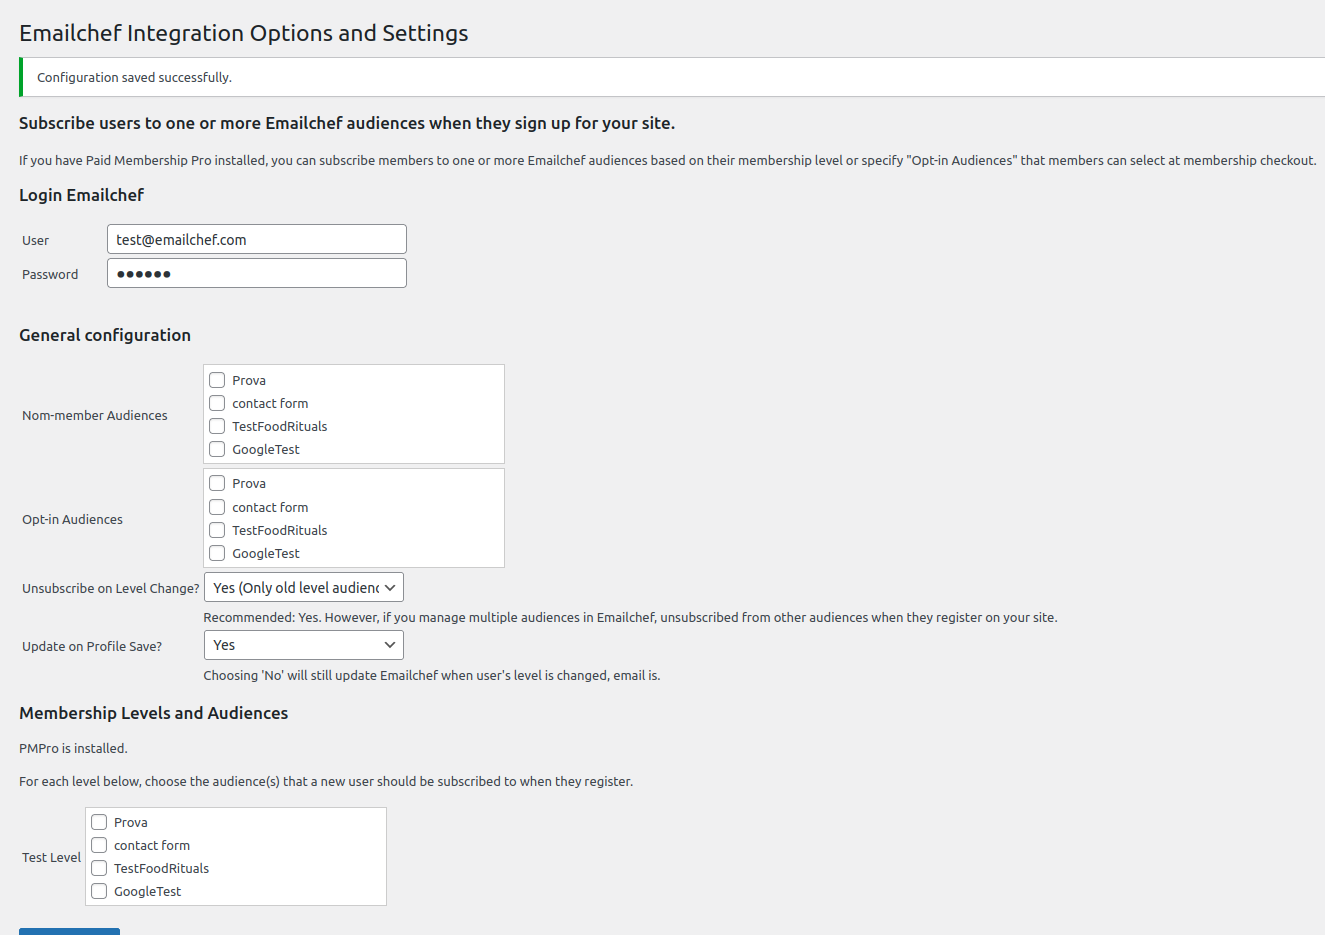 Emailchef Integration Options and Settings
Configuration saved successfully.
Subscribe users to one or more Emailchef audiences when they sign up for your site.
If you have Paid Membership Pro installed, you can subscribe members to one or more Emailchef audiences based on their membership level or specify "Opt-in Audiences" that members can select at membership checkout.
Login Emailchef
User test@emailchef.com
Password ●●●●●●
General configuration
Nom-member Audiences
Prova
contact form
TestFoodRituals
GoogleTest
Opt-in Audiences
Prova
contact form
TestFoodRituals
GoogleTest
Unsubscribe on Level Change? Yes (Only old level audienc
Recommended: Yes. However, if you manage multiple audiences in Emailchef, unsubscribed from other audiences when they register on your site.
Update on Profile Save? Yes
Choosing 'No' will still update Emailchef when user's level is changed, email is.
Membership Levels and Audiences
PMPro is installed.
For each level below, choose the audience(s) that a new user should be subscribed to when they register.
Test Level
Prova
contact form
TestFoodRituals
GoogleTest